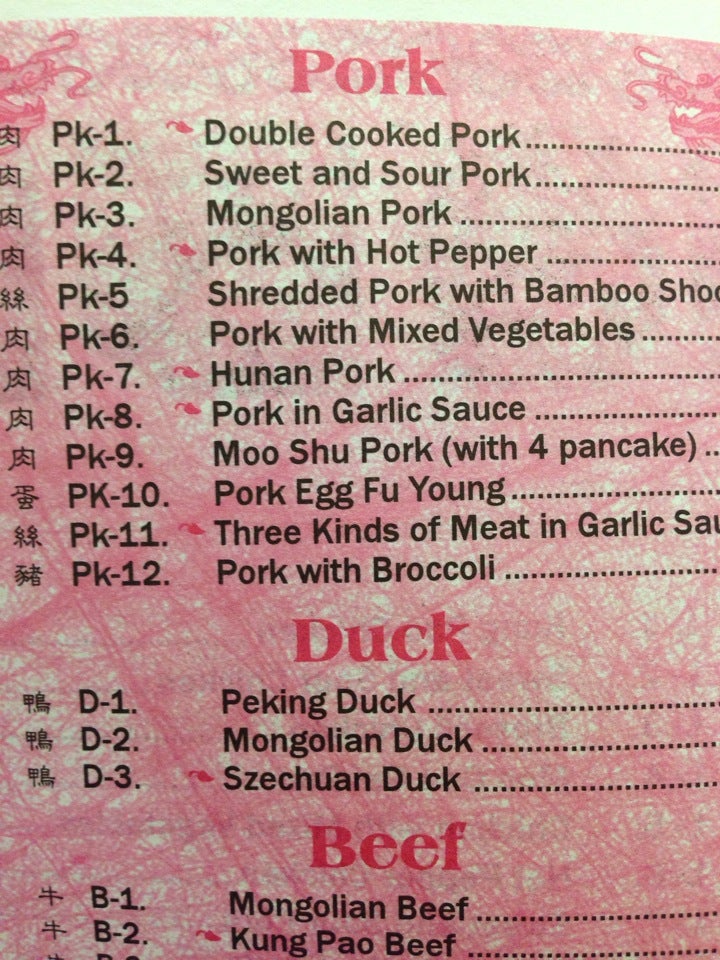 Pork
肉 Pk-1. Double Cooked Pork
肉 Pk-2. Sweet and Sour Pork
肉 Pk-3. Mongolian Pork
肉 Pk-4. Pork with Hot Pepper
絲 Pk-5 Shredded Pork with Bamboo
肉 Pk-6. Pork with Mixed Vegetables
肉 Pk-7. Hunan Pork
肉 Pk-8. Pork in Garlic Sauce
肉 Pk-9. Moo Shu Pork (with 4 pancake)
蛋 PK-10. Pork Egg Fu Young
絲 Pk-11. Three Kinds of Meat in Garlic
豬 Pk-12. Pork with Broccoli
Duck
鴨 D-1. Peking Duck
鴨 D-2. Mongolian Duck
鴨 D-3. Szechuan Duck
Beef
牛 B-1. Mongolian Beef
牛 B-2. Kung Pao Beef